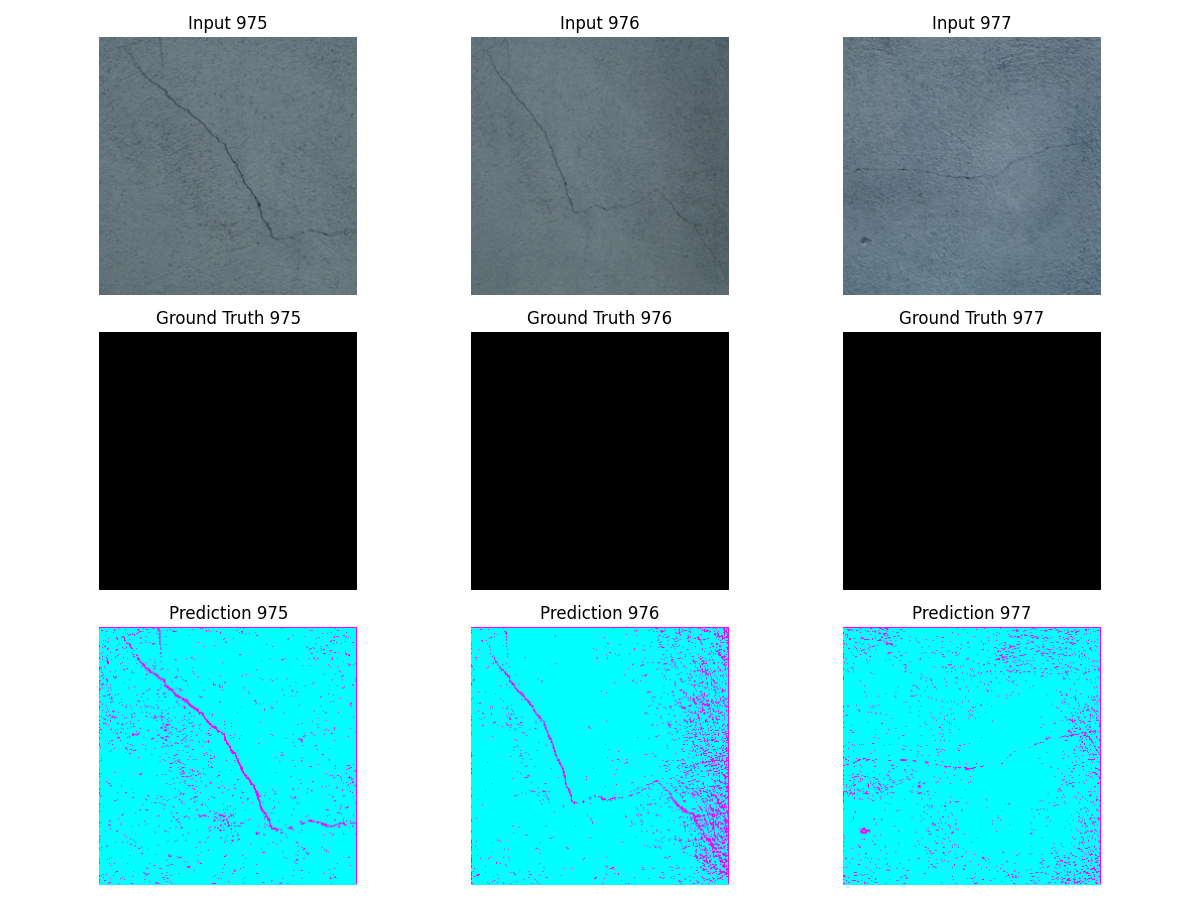 Input 975
Input 976
Input 977
Ground Truth 975
Ground Truth 976
Ground Truth 977
Prediction 975
Prediction 976
Prediction 977